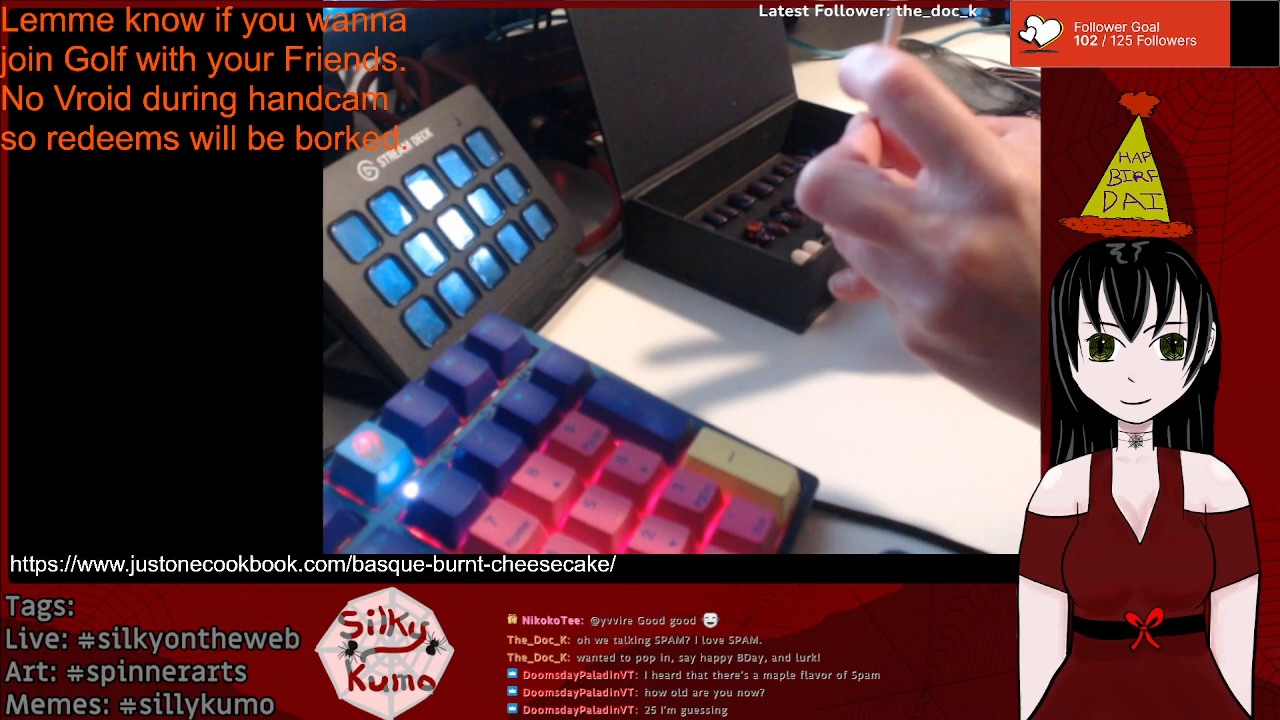 Lemme know if you wanna
join Golf with your Friends.
No Vroid during handcam
so redeems will be borked.
Latest Follower: the_doc_k
Follower Goal
102 / 125 Followers
STREAM DECK
HAP
BIRF
DAI
https://www.justonecookbook.com/basque-burnt-cheesecake/
Tags:
Live: #silkyontheweb
Art: #spinnerarts
Memes: #sillykumo
Silky
Kumo
NikokoTee: @yvvire Good good
The_Doc_K: oh we talking SPAM? I love SPAM.
The_Doc_K: wanted to pop in, say happy BDay, and lurk!
DoomsdayPaladinVT: I heard that there's a maple flavor of Spam
DoomsdayPaladinVT: how old are you now?
DoomsdayPaladinVT: 25 I'm guessing